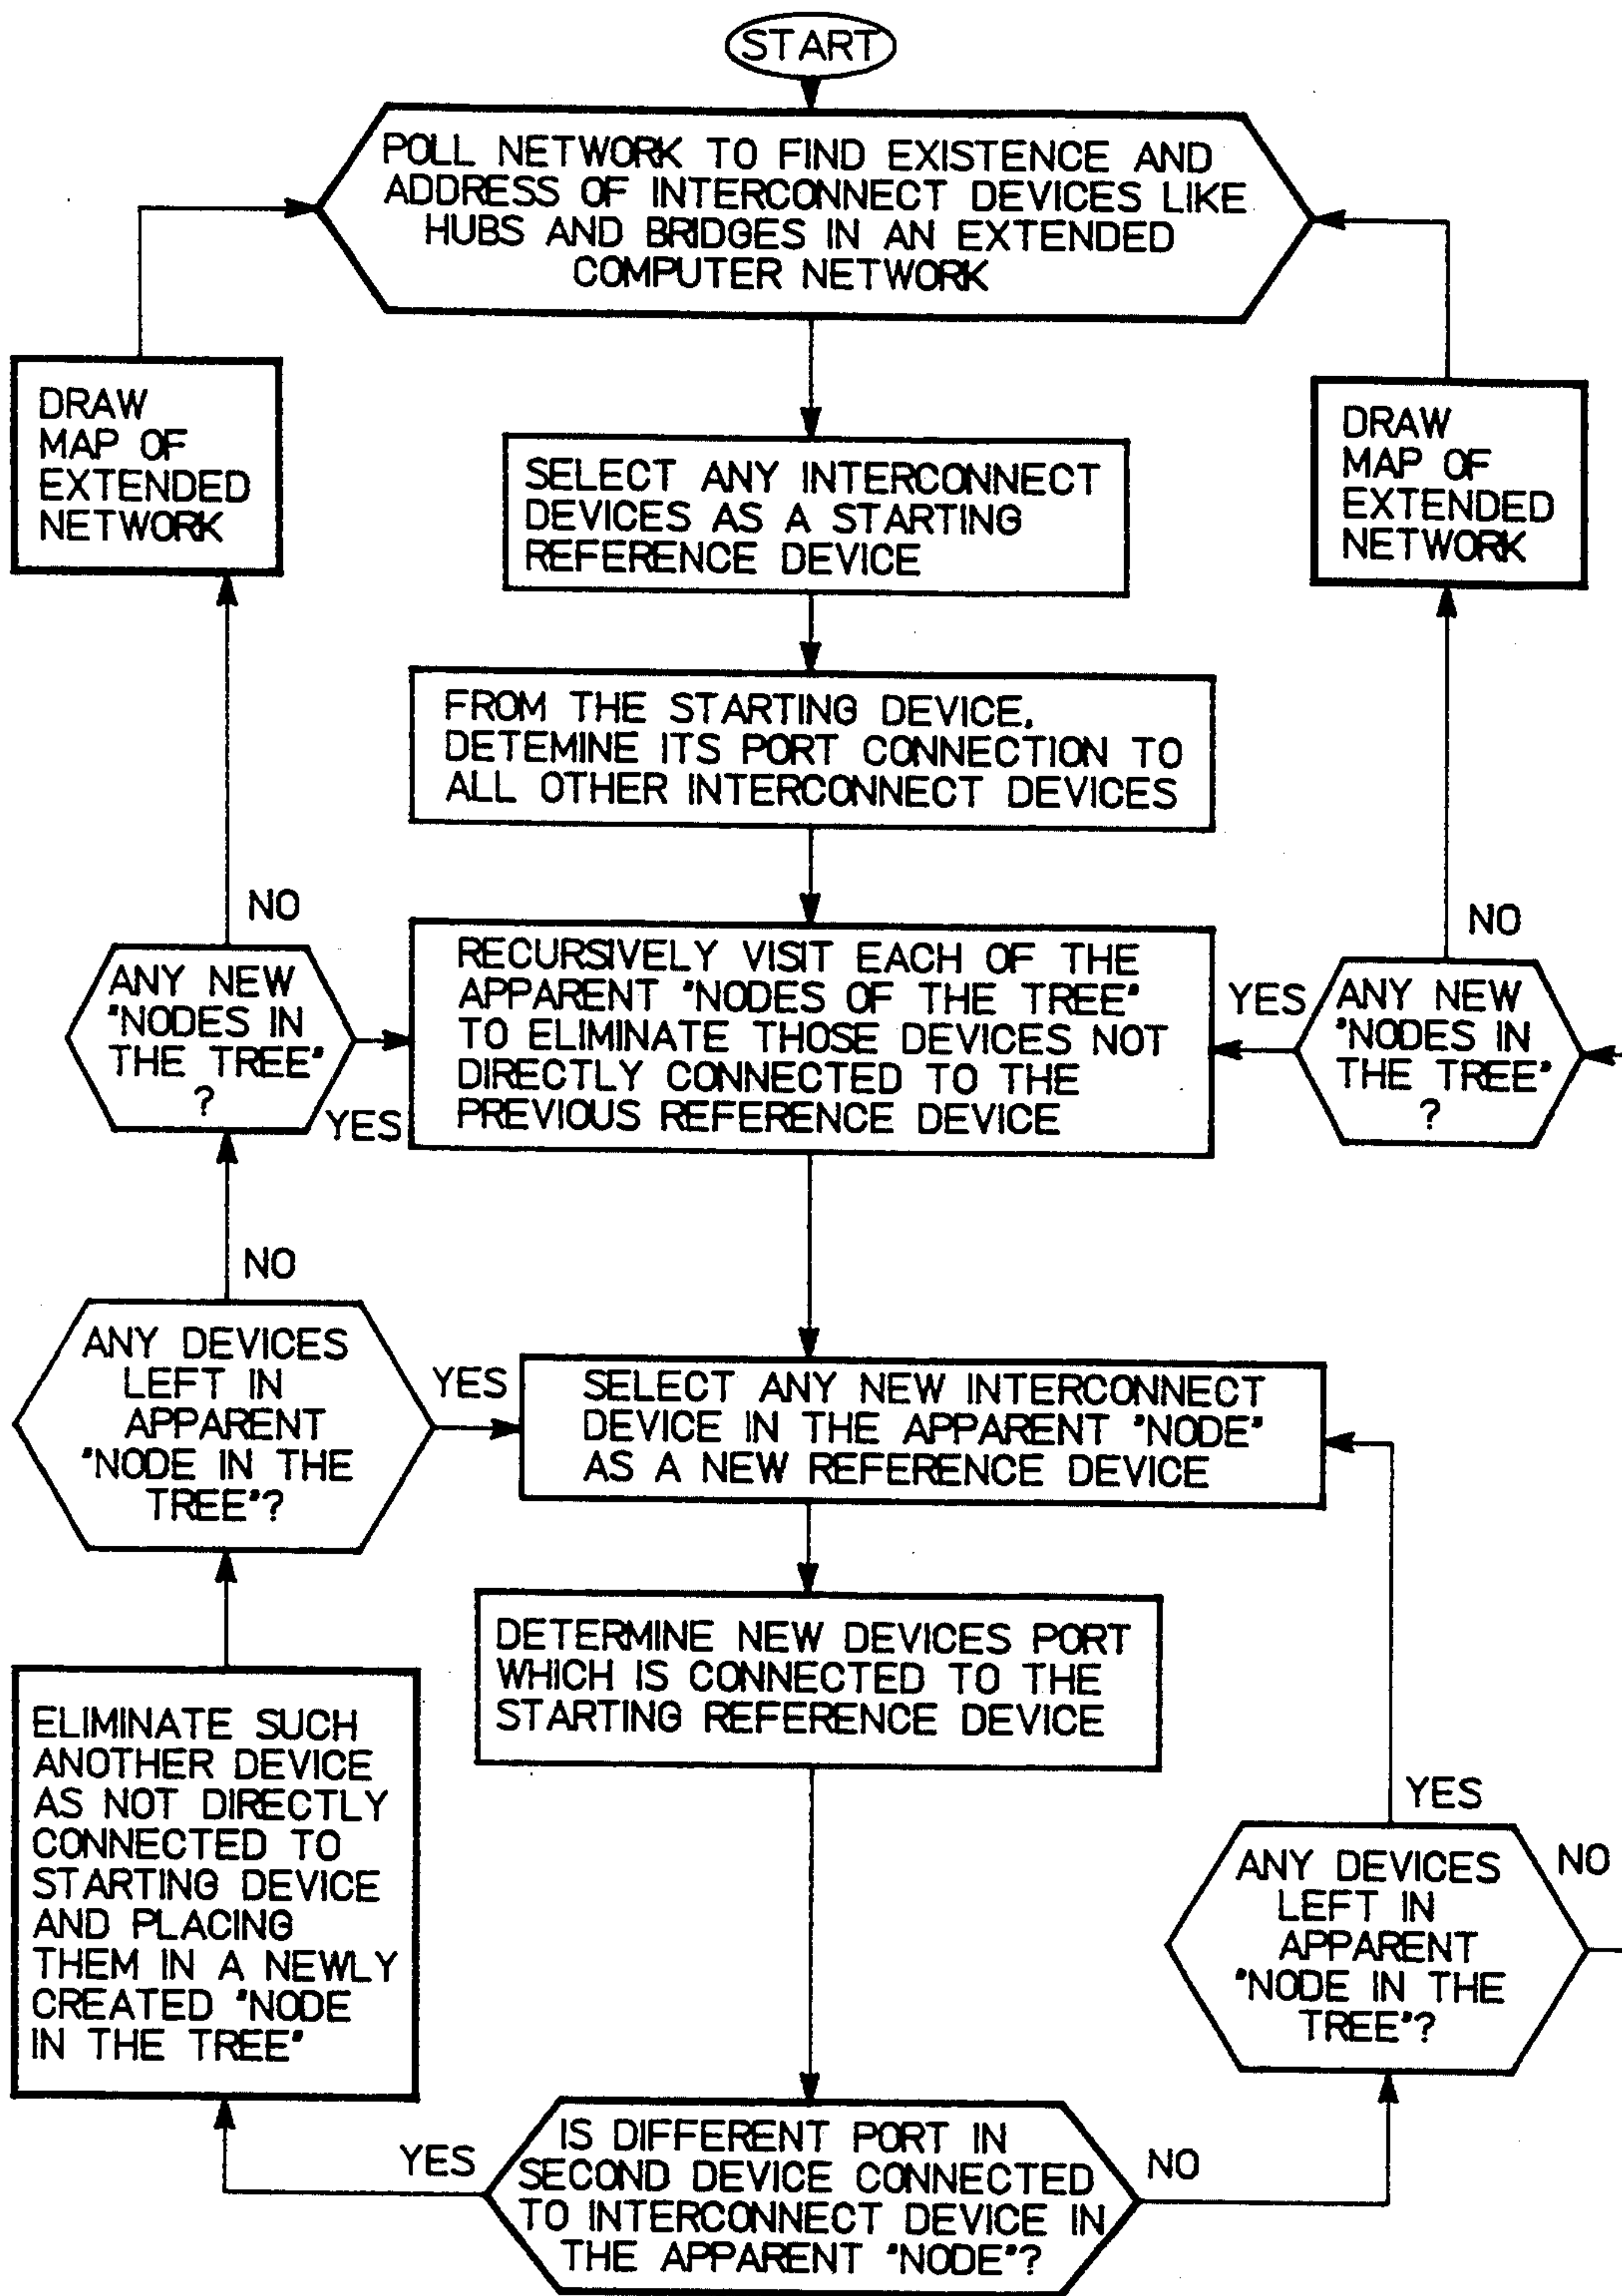 START
POLL NETWORK TO FIND EXISTENCE AND
ADDRESS OF INTERCONNECT DEVICES LIKE
HUBS AND BRIDGES IN AN EXTENDED
COMPUTER NETWORK
DRAW
MAP OF
EXTENDED
NETWORK
SELECT ANY INTERCONNECT
DEVICES AS A STARTING
REFERENCE DEVICE
DRAW
MAP OF
EXTENDED
NETWORK
FROM THE STARTING DEVICE,
DETEMINE ITS PORT CONNECTION TO
ALL OTHER INTERCONNECT DEVICES
NO
NO
ANY NEW
"NODES IN
THE TREE"
?
YES
RECURSIVELY VISIT EACH OF THE
APPARENT "NODES OF THE TREE"
TO ELIMINATE THOSE DEVICES NOT
DIRECTLY CONNECTED TO THE
PREVIOUS REFERENCE DEVICE
YES
ANY NEW
"NODES IN
THE TREE"
?
NO
ANY DEVICES
LEFT IN
APPARENT
"NODE IN THE
TREE"?
YES
SELECT ANY NEW INTERCONNECT
DEVICE IN THE APPARENT "NODE"
AS A NEW REFERENCE DEVICE
DETERMINE NEW DEVICES PORT
WHICH IS CONNECTED TO THE
STARTING REFERENCE DEVICE
ELIMINATE SUCH
ANOTHER DEVICE
AS NOT DIRECTLY
CONNECTED TO
STARTING DEVICE
AND PLACING
THEM IN A NEWLY
CREATED "NODE
IN THE TREE"
YES
ANY DEVICES
LEFT IN
APPARENT
"NODE IN THE
TREE"?
NO
YES
IS DIFFERENT PORT IN
SECOND DEVICE CONNECTED
TO INTERCONNECT DEVICE IN
THE APPARENT "NODE"?
NO